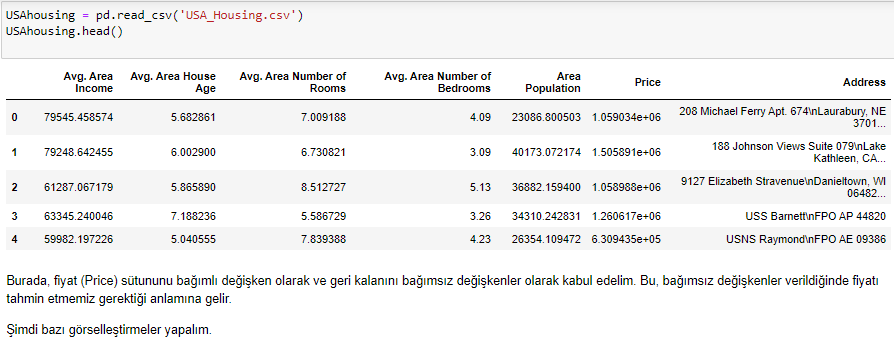 USAhousing = pd.read_csv('USA_Housing.csv')
USAhousing.head()
Avg. Area Income Avg. Area House Age Avg. Area Number of Rooms Avg. Area Number of Bedrooms Area Population Price Address
0 79545.458574 5.682861 7.009188 4.09 23086.800503 1.059034e+06 208 Michael Ferry Apt. 674\nLaurabury, NE 3701...
1 79248.642455 6.002900 6.730821 3.09 40173.072174 1.505891e+06 188 Johnson Views Suite 079\nLake Kathleen, CA...
2 61287.067179 5.865890 8.512727 5.13 36882.159400 1.058988e+06 9127 Elizabeth Stravenue\nDanieltown, WI 06482...
3 63345.240046 7.188236 5.586729 3.26 34310.242831 1.260617e+06 USS Barnett\nFPO AP 44820
4 59982.197226 5.040555 7.839388 4.23 26354.109472 6.309435e+05 USNS Raymond\nFPO AE 09386
Burada, fiyat (Price) sütununu bağımlı değişken olarak ve geri kalanını bağımsız değişkenler olarak kabul edelim. Bu, bağımsız değişkenler verildiğinde fiyatı
tahmin etmemiz gerektiği anlamına gelir.
Şimdi bazı görselleştirmeler yapalım.